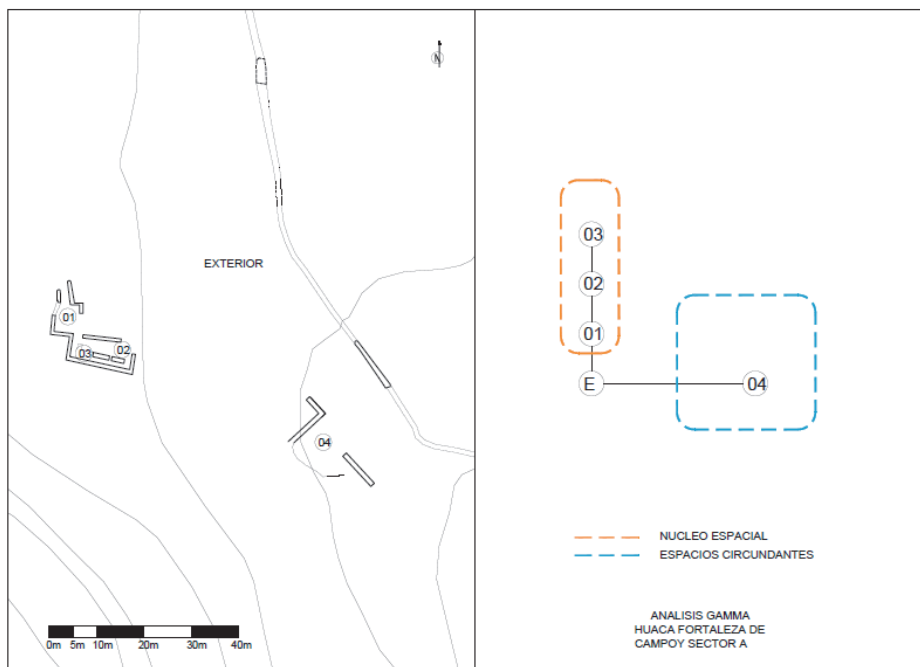 N
EXTERIOR
01
03 02
04
0m 5m 10m 20m 30m 40m
03
02
01
E 04
NUCLEO ESPACIAL
ESPACIOS CIRCUNDANTES
ANALISIS GAMMA
HUACA FORTALEZA DE
CAMPOY SECTOR A